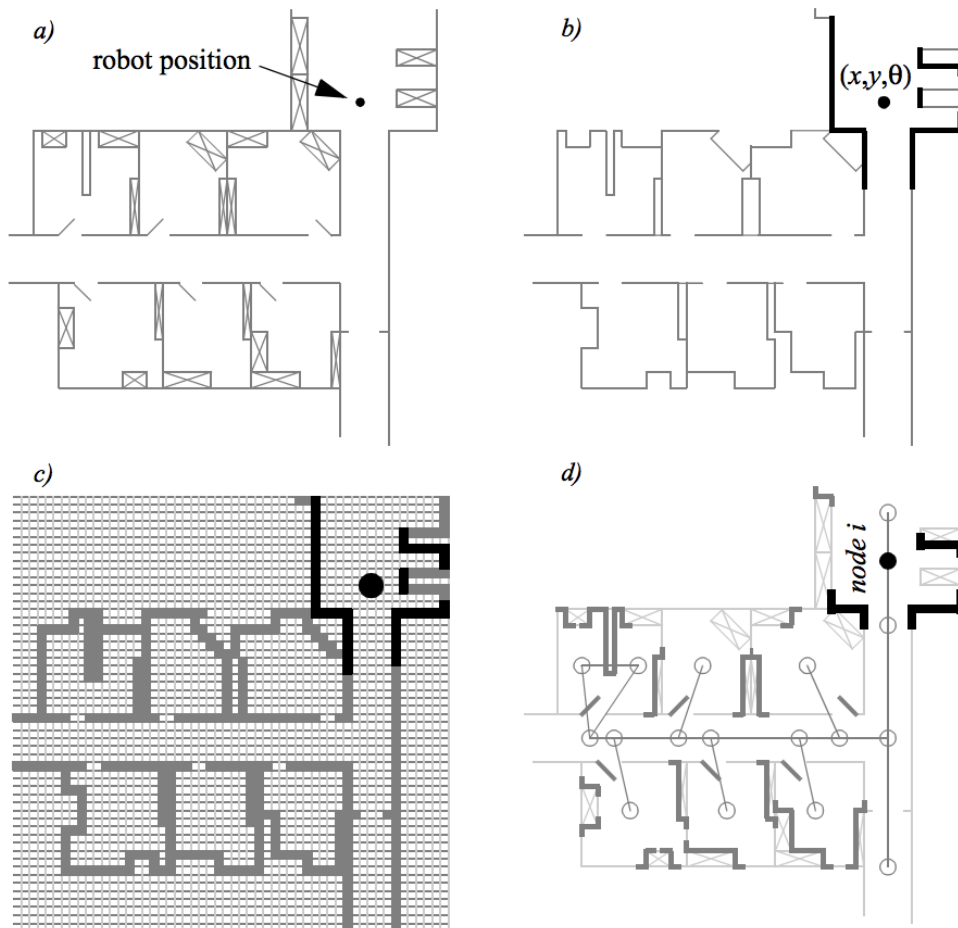 a)
robot position
b)
(x,y,θ)
c)
d)
node i